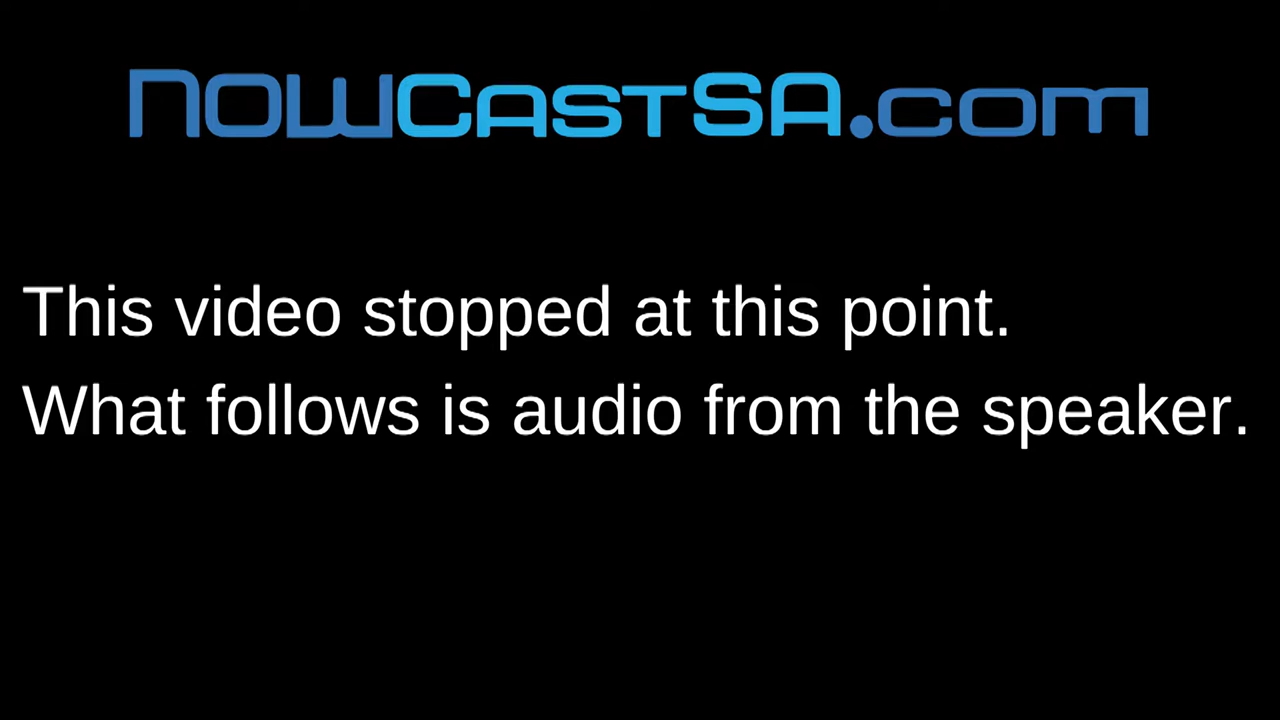 NOWCASTSA.COM
This video stopped at this point.
What follows is audio from the speaker.